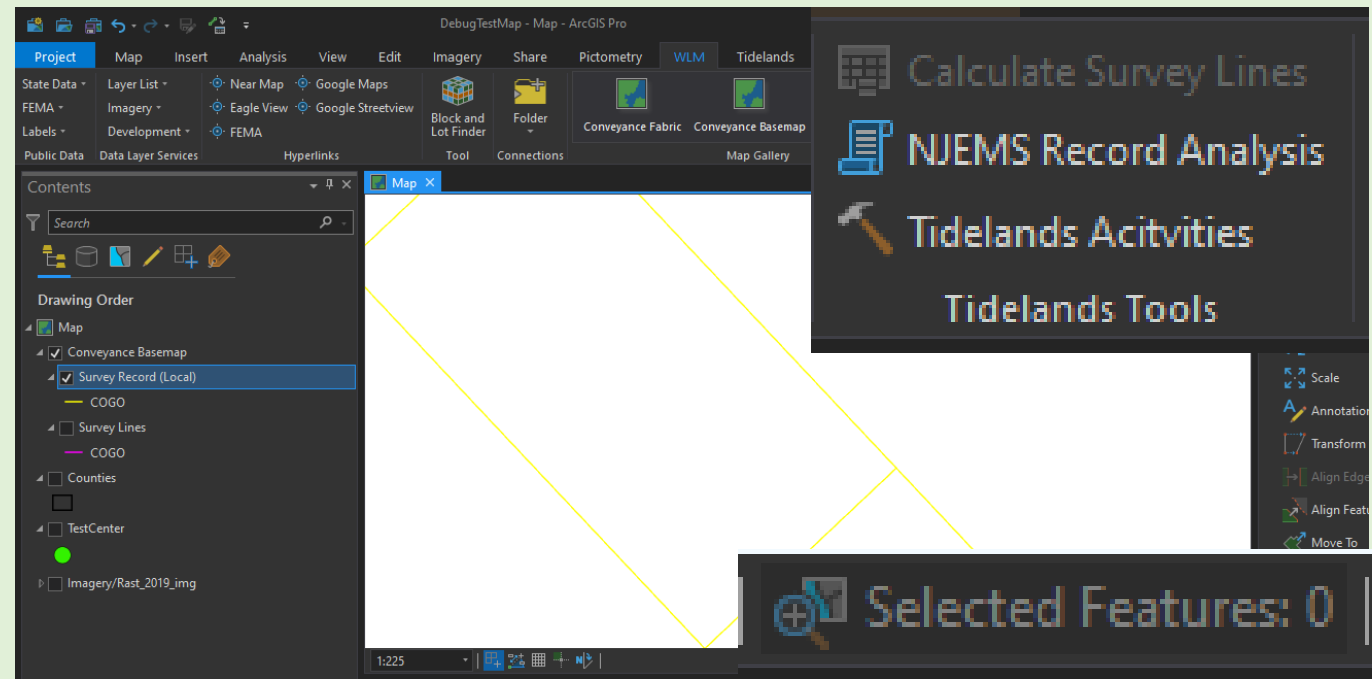 DebugTestMap - Map - ArcGIS Pro
Project Map Insert Analysis View Edit Imagery Share Pictometry WLM Tidelands
State Data Layer List Near Map Google Maps
FEMA Imagery Eagle View Google Streetview
Labels Development FEMA
Block and Lot Finder
Folder
Conveyance Fabric Conveyance Basemap
Public Data Data Layer Services Hyperlinks Tool Connections Map Gallery
Calculate Survey Lines
NJEMS Record Analysis
Tidelands Acitvities
Tidelands Tools
Contents
Search
Drawing Order
Map
Conveyance Basemap
Survey Record (Local)
COGO
Survey Lines
COGO
Counties
TestCenter
Imagery/Rast_2019_img
Map
Scale
Annotation
Transform
Align Edge
Align Featu
Move To
Selected Features: 0
1:225